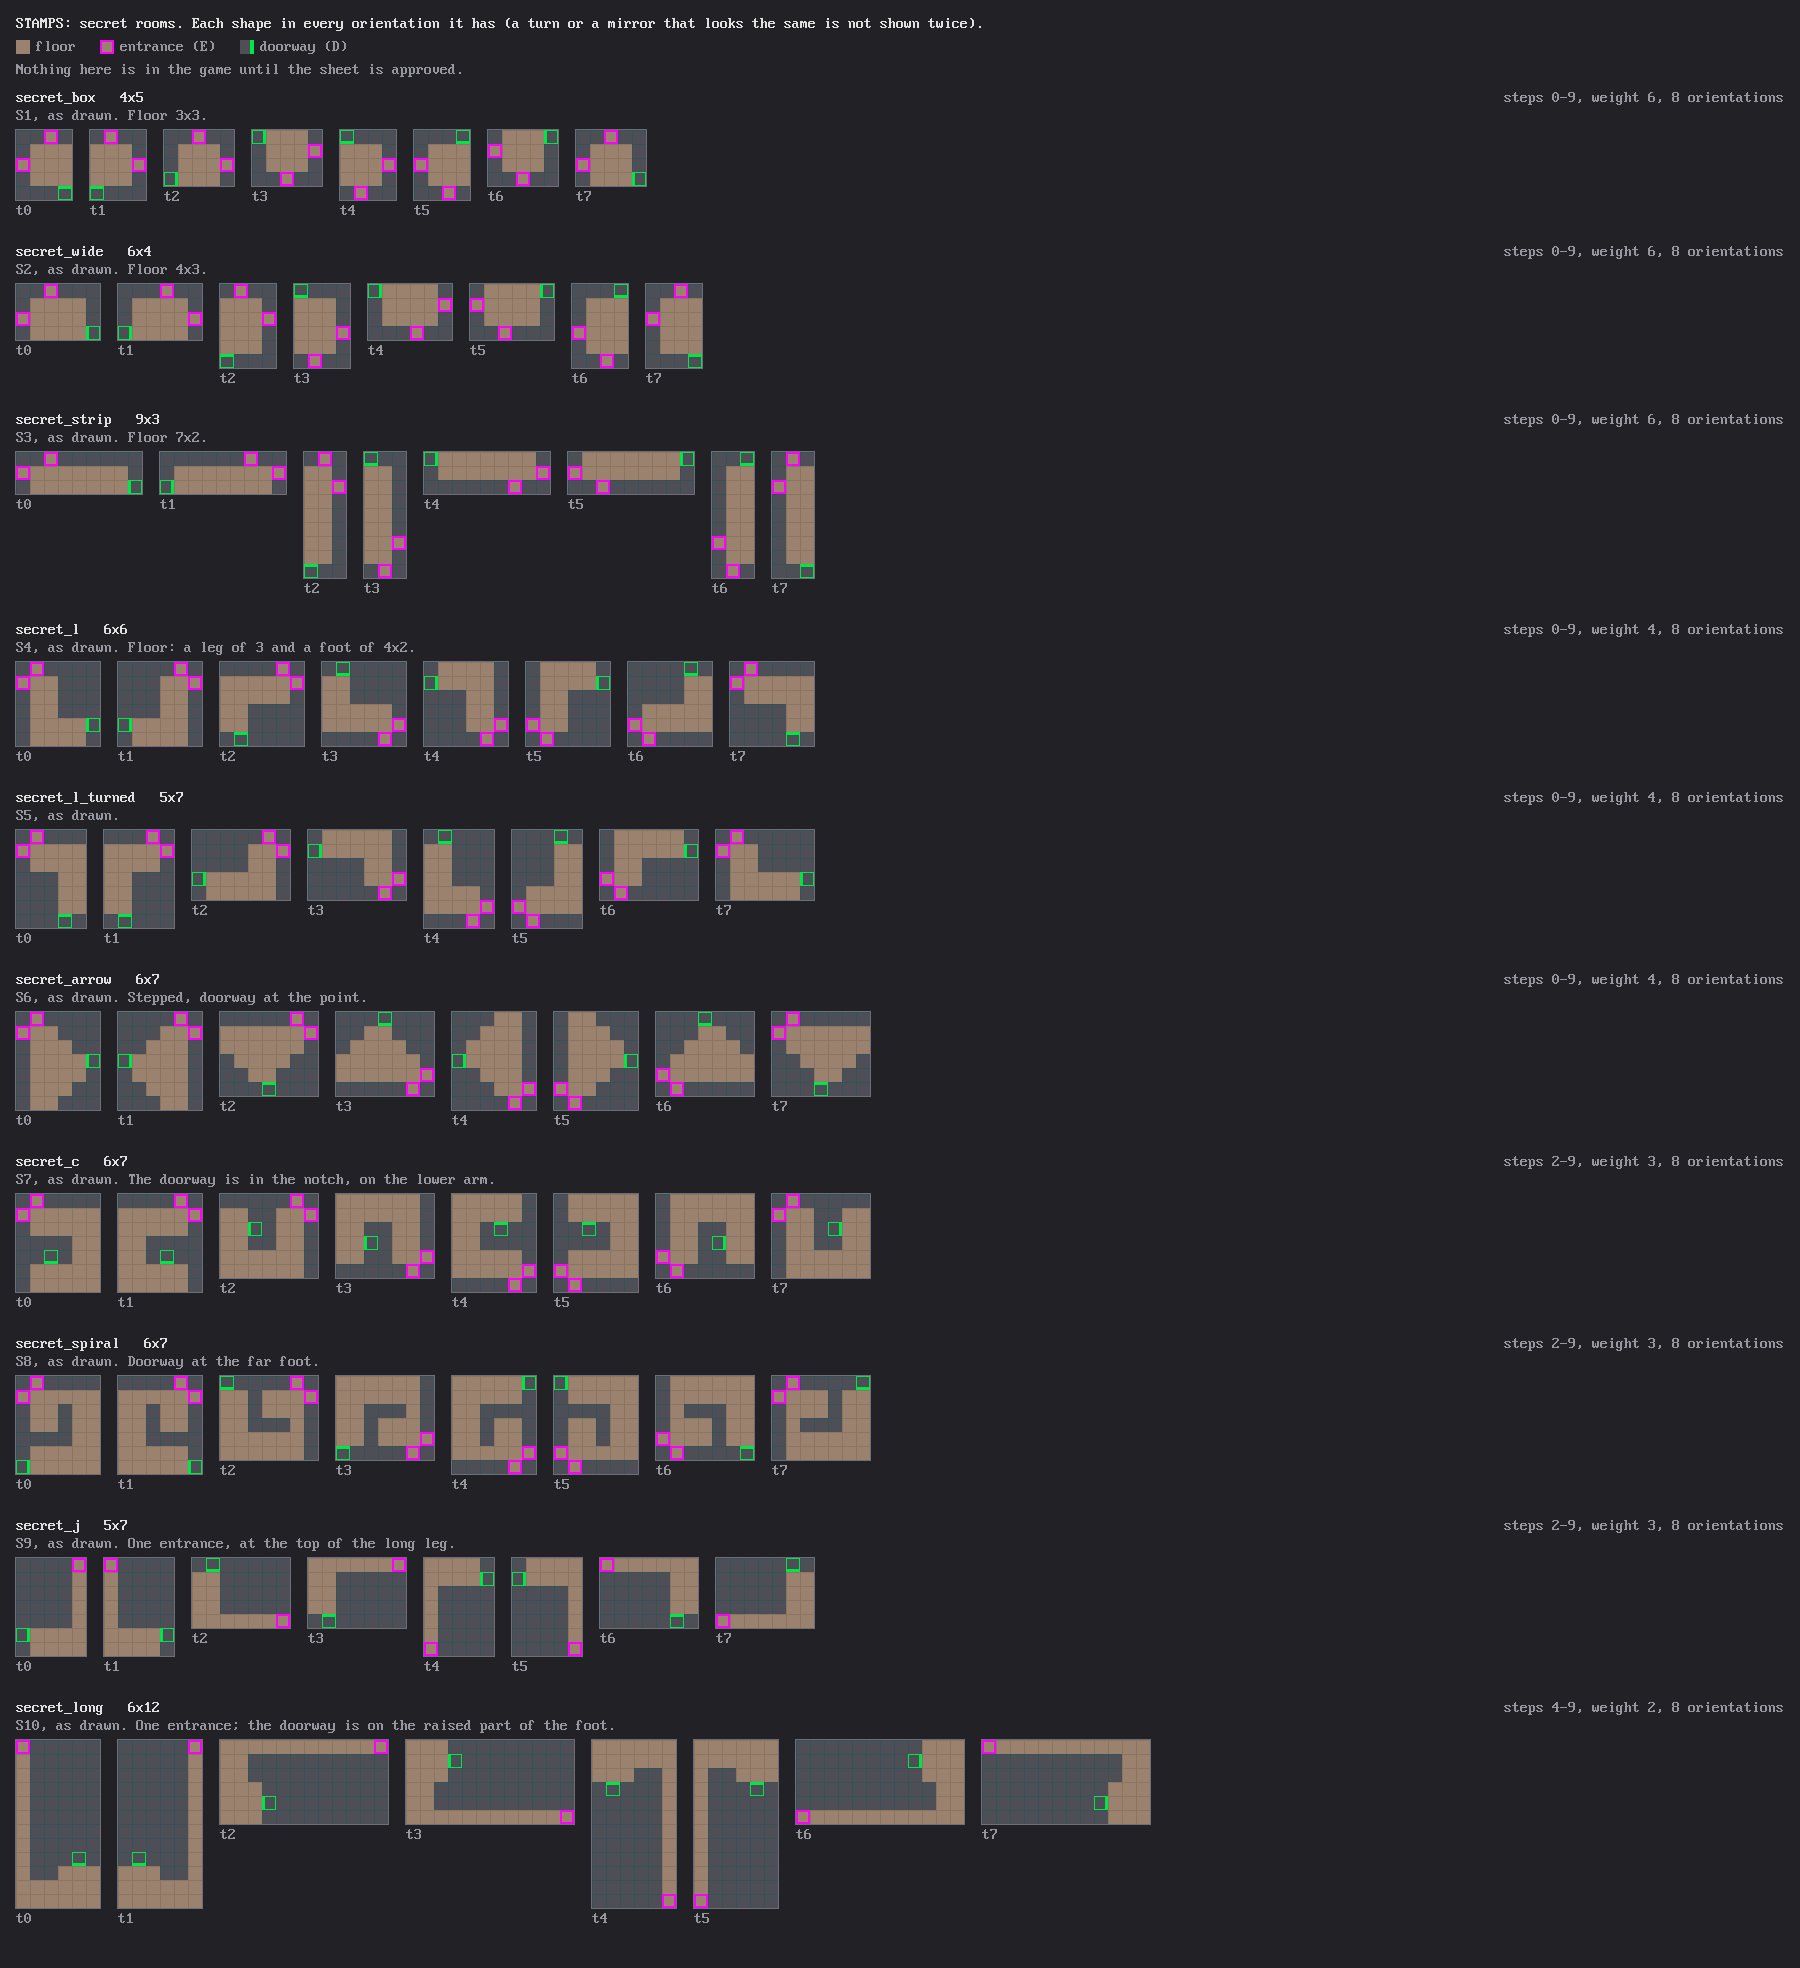 STAMPS: secret rooms. Each shape in every orientation it has (a turn or a mirror that looks the same is not shown twice).
floor entrance (E) doorway (D)
Nothing here is in the game until the sheet is approved.
secret_box 4x5 steps 0-9, weight 6, 8 orientations
S1, as drawn. Floor 3x3.
t0 t1 t2 t3 t4 t5 t6 t7
secret_wide 6x4 steps 0-9, weight 6, 8 orientations
S2, as drawn. Floor 4x3.
t0 t1 t2 t3 t4 t5 t6 t7
secret_strip 9x3 steps 0-9, weight 6, 8 orientations
S3, as drawn. Floor 7x2.
t0 t1 t2 t3 t4 t5 t6 t7
secret_l 6x6 steps 0-9, weight 4, 8 orientations
S4, as drawn. Floor: a leg of 3 and a foot of 4x2.
t0 t1 t2 t3 t4 t5 t6 t7
secret_l_turned 5x7 steps 0-9, weight 4, 8 orientations
S5, as drawn.
t0 t1 t2 t3 t4 t5 t6 t7
secret_arrow 6x7 steps 0-9, weight 4, 8 orientations
S6, as drawn. Stepped, doorway at the point.
t0 t1 t2 t3 t4 t5 t6 t7
secret_c 6x7 steps 2-9, weight 3, 8 orientations
S7, as drawn. The doorway is in the notch, on the lower arm.
t0 t1 t2 t3 t4 t5 t6 t7
secret_spiral 6x7 steps 2-9, weight 3, 8 orientations
S8, as drawn. Doorway at the far foot.
t0 t1 t2 t3 t4 t5 t6 t7
secret_j 5x7 steps 2-9, weight 3, 8 orientations
S9, as drawn. One entrance, at the top of the long leg.
t0 t1 t2 t3 t4 t5 t6 t7
secret_long 6x12 steps 4-9, weight 2, 8 orientations
S10, as drawn. One entrance; the doorway is on the raised part of the foot.
t0 t1 t2 t3 t4 t5 t6 t7